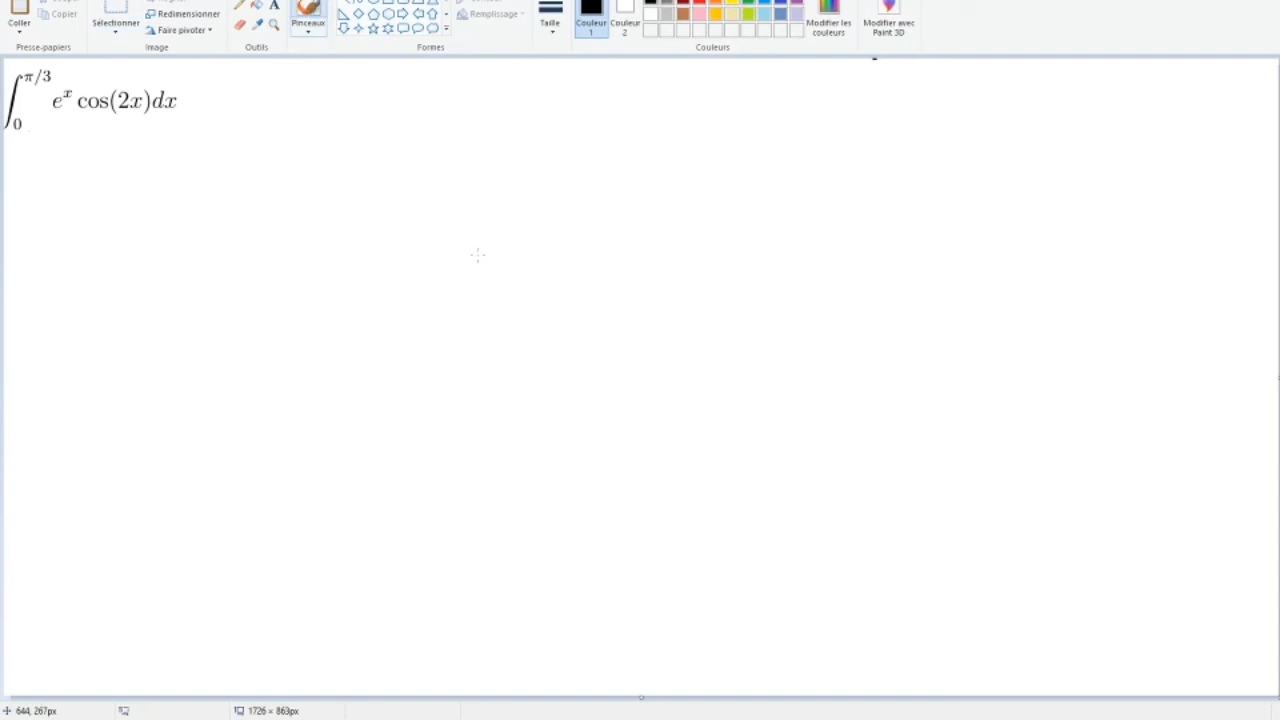 Coller
Copier
Presse-papiers
Sélectionner
Redimensionner
Faire pivoter
Image
A
Outils
Pinceaux
Remplissage
Formes
Taille
Couleur 1
Couleur 2
Couleurs
Modifier les couleurs
Modifier avec Paint 3D
∫₀^{π/3} eˣ cos(2x)dx
644, 267px
1726 × 863px